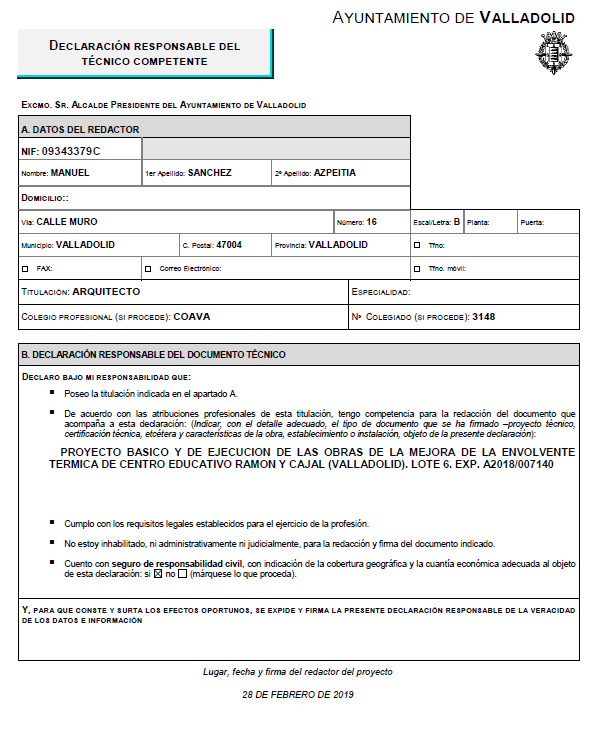 AYUNTAMIENTO DE VALLADOLID
DECLARACIÓN RESPONSABLE DEL
TÉCNICO COMPETENTE
EXCMO. SR. ALCALDE PRESIDENTE DEL AYUNTAMIENTO DE VALLADOLID
A. DATOS DEL REDACTOR
NIF: 09343379C
Nombre: MANUEL 1er Apellido: SANCHEZ 2º Apellido: AZPEITIA
DOMICILIO::
Vía: CALLE MURO Número: 16 Escal/Letra: B Planta: Puerta:
Municipio: VALLADOLID C. Postal: 47004 Provincia: VALLADOLID Tfno:
FAX: Correo Electrónico: Tfno. móvil:
TITULACIÓN: ARQUITECTO ESPECIALIDAD:
COLEGIO PROFESIONAL (SI PROCEDE): COAVA Nº COLEGIADO (SI PROCEDE): 3148
B. DECLARACIÓN RESPONSABLE DEL DOCUMENTO TÉCNICO
DECLARO BAJO MI RESPONSABILIDAD QUE:
Poseo la titulación indicada en el apartado A.
De acuerdo con las atribuciones profesionales de esta titulación, tengo competencia para la redacción del documento que
acompaña a esta declaración: (Indicar, con el detalle adecuado, el tipo de documento que se ha firmado –proyecto técnico,
certificación técnica, etcétera y características de la obra, establecimiento o instalación, objeto de la presente declaración):
PROYECTO BASICO Y DE EJECUCION DE LAS OBRAS DE LA MEJORA DE LA ENVOLVENTE
TERMICA DE CENTRO EDUCATIVO RAMON Y CAJAL (VALLADOLID). LOTE 6. EXP. A2018/007140
Cumplo con los requisitos legales establecidos para el ejercicio de la profesión.
No estoy inhabilitado, ni administrativamente ni judicialmente, para la redacción y firma del documento indicado.
Cuento con seguro de responsabilidad civil, con indicación de la cobertura geográfica y la cuantía económica adecuada al objeto
de esta declaración: si ☒ no ☐ (márquese lo que proceda).
Y, PARA QUE CONSTE Y SURTA LOS EFECTOS OPORTUNOS, SE EXPIDE Y FIRMA LA PRESENTE DECLARACIÓN RESPONSABLE DE LA VERACIDAD
DE LOS DATOS E INFORMACIÓN
Lugar, fecha y firma del redactor del proyecto
28 DE FEBRERO DE 2019